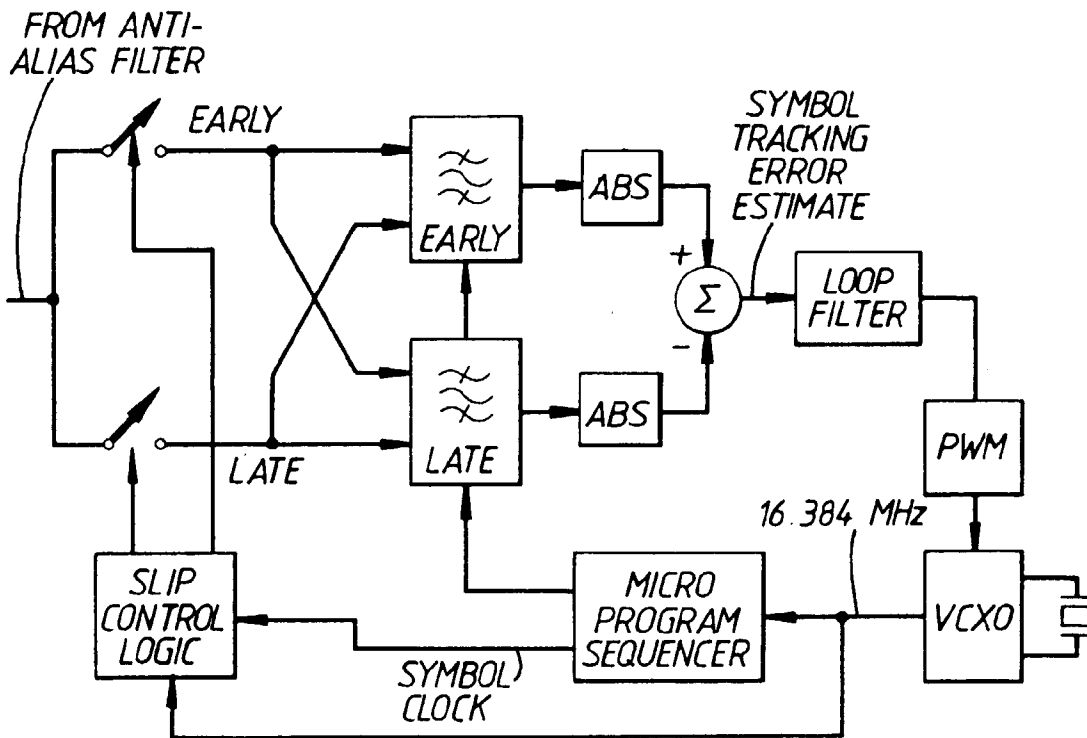 FROM ANTI-
ALIAS FILTER
EARLY
EARLY
ABS
SYMBOL
TRACKING
ERROR
ESTIMATE
+
Σ
-
LOOP
FILTER
LATE
LATE
ABS
PWM
16.384 MHz
SLIP
CONTROL
LOGIC
SYMBOL
CLOCK
MICRO
PROGRAM
SEQUENCER
VCXO